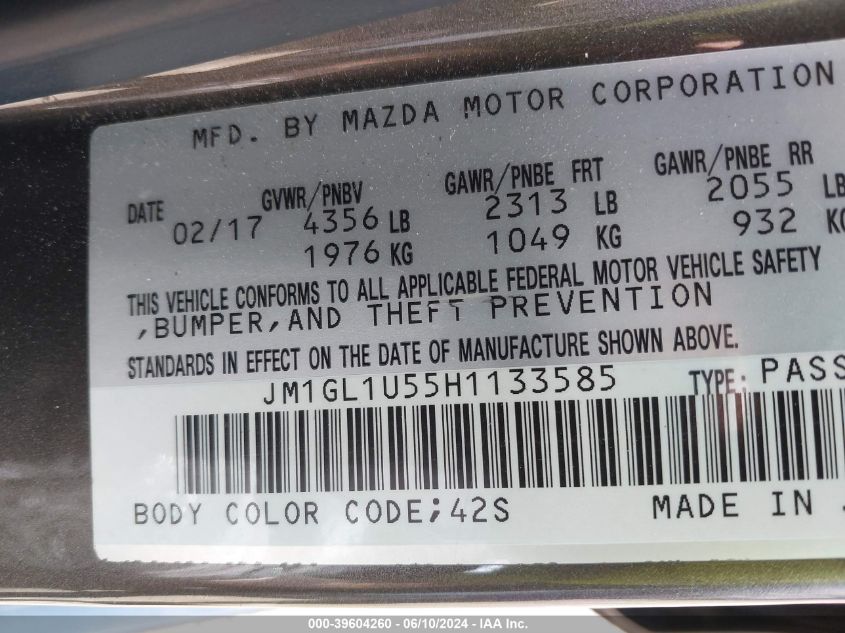 MFD. BY MAZDA MOTOR CORPORATION
DATE GVWR/PNBV GAWR/PNBE FRT GAWR/PNBE RR
02/17 4356 LB 2313 LB 2055 LB
1976 KG 1049 KG 932 KG
THIS VEHICLE CONFORMS TO ALL APPLICABLE FEDERAL MOTOR VEHICLE SAFETY
,BUMPER,AND THEFT PREVENTION
STANDARDS IN EFFECT ON THE DATE OF MANUFACTURE SHOWN ABOVE.
JM1GL1U55H1133585 TYPE: PASS
BODY COLOR CODE;42S MADE IN
000-39604260 - 06/10/2024 - IAA Inc.